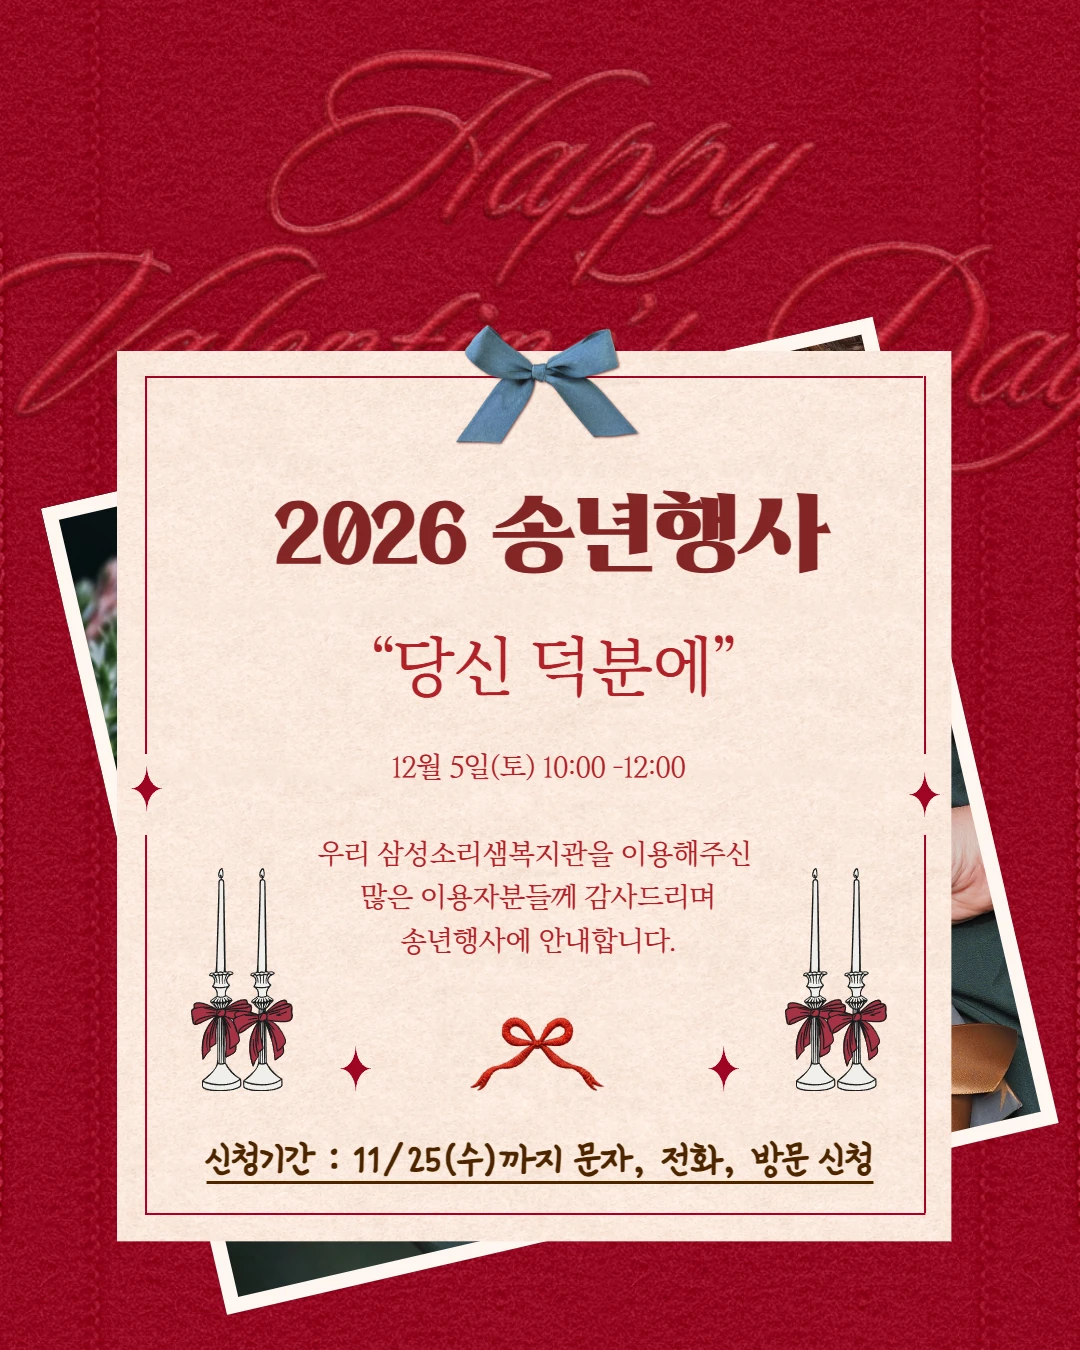 Happy
Valentine's Day
2026 송년행사
“당신 덕분에”
12월 5일(토) 10:00 -12:00
우리 삼성소리샘복지관을 이용해주신
많은 이용자분들께 감사드리며
송년행사에 안내합니다.
신청기간 : 11/25(수)까지 문자, 전화, 방문 신청